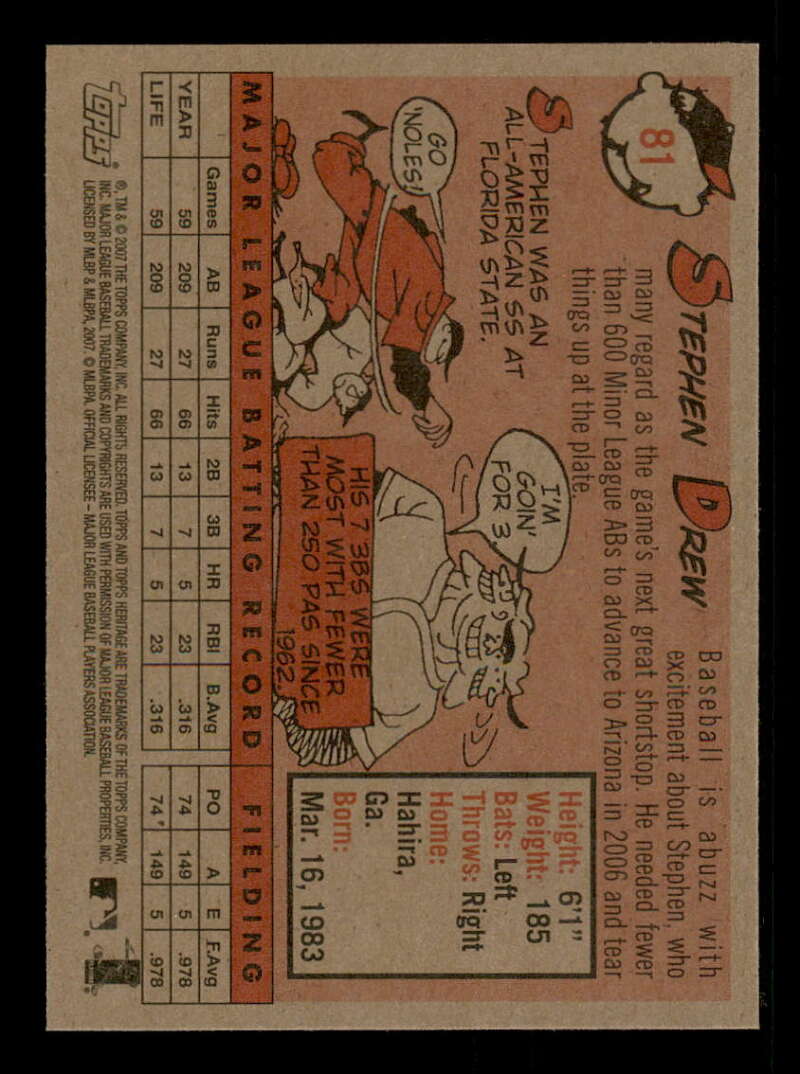 81
STEPHEN DREW
Baseball is abuzz with
excitement about Stephen, who
many regard as the game's next great shortstop. He needed fewer
than 600 Minor League ABs to advance to Arizona in 2006 and tear
things up at the plate.
STEPHEN WAS AN
ALL-AMERICAN SS AT
FLORIDA STATE.
GO
'NOLES!
I'M
GOIN'
FOR 3.
HIS 7 3BS WERE
MOST WITH FEWER
THAN 250 PAS SINCE
1962.
Height: 6'1"
Weight: 185
Bats: Left
Throws: Right
Home:
Hahira,
Ga.
Born:
Mar. 16, 1983
MAJOR LEAGUE BATTING RECORD FIELDING
Games AB Runs Hits 2B 3B HR RBI B.Avg PO A E F.Avg
YEAR 59 209 27 66 13 7 5 23 .316 74 149 5 .978
LIFE 59 209 27 66 13 7 5 23 .316 74 149 5 .978
Topps®
®, TM & © 2007 THE TOPPS COMPANY, INC. ALL RIGHTS RESERVED. TOPPS AND TOPPS HERITAGE ARE TRADEMARKS OF THE TOPPS COMPANY,
INC. MAJOR LEAGUE BASEBALL TRADEMARKS AND COPYRIGHTS ARE USED WITH PERMISSION OF MAJOR LEAGUE BASEBALL PROPERTIES, INC.
LICENSED BY MLBP & MLBPA, 2007. © MLBPA. OFFICIAL LICENSEE – MAJOR LEAGUE BASEBALL PLAYERS ASSOCIATION.